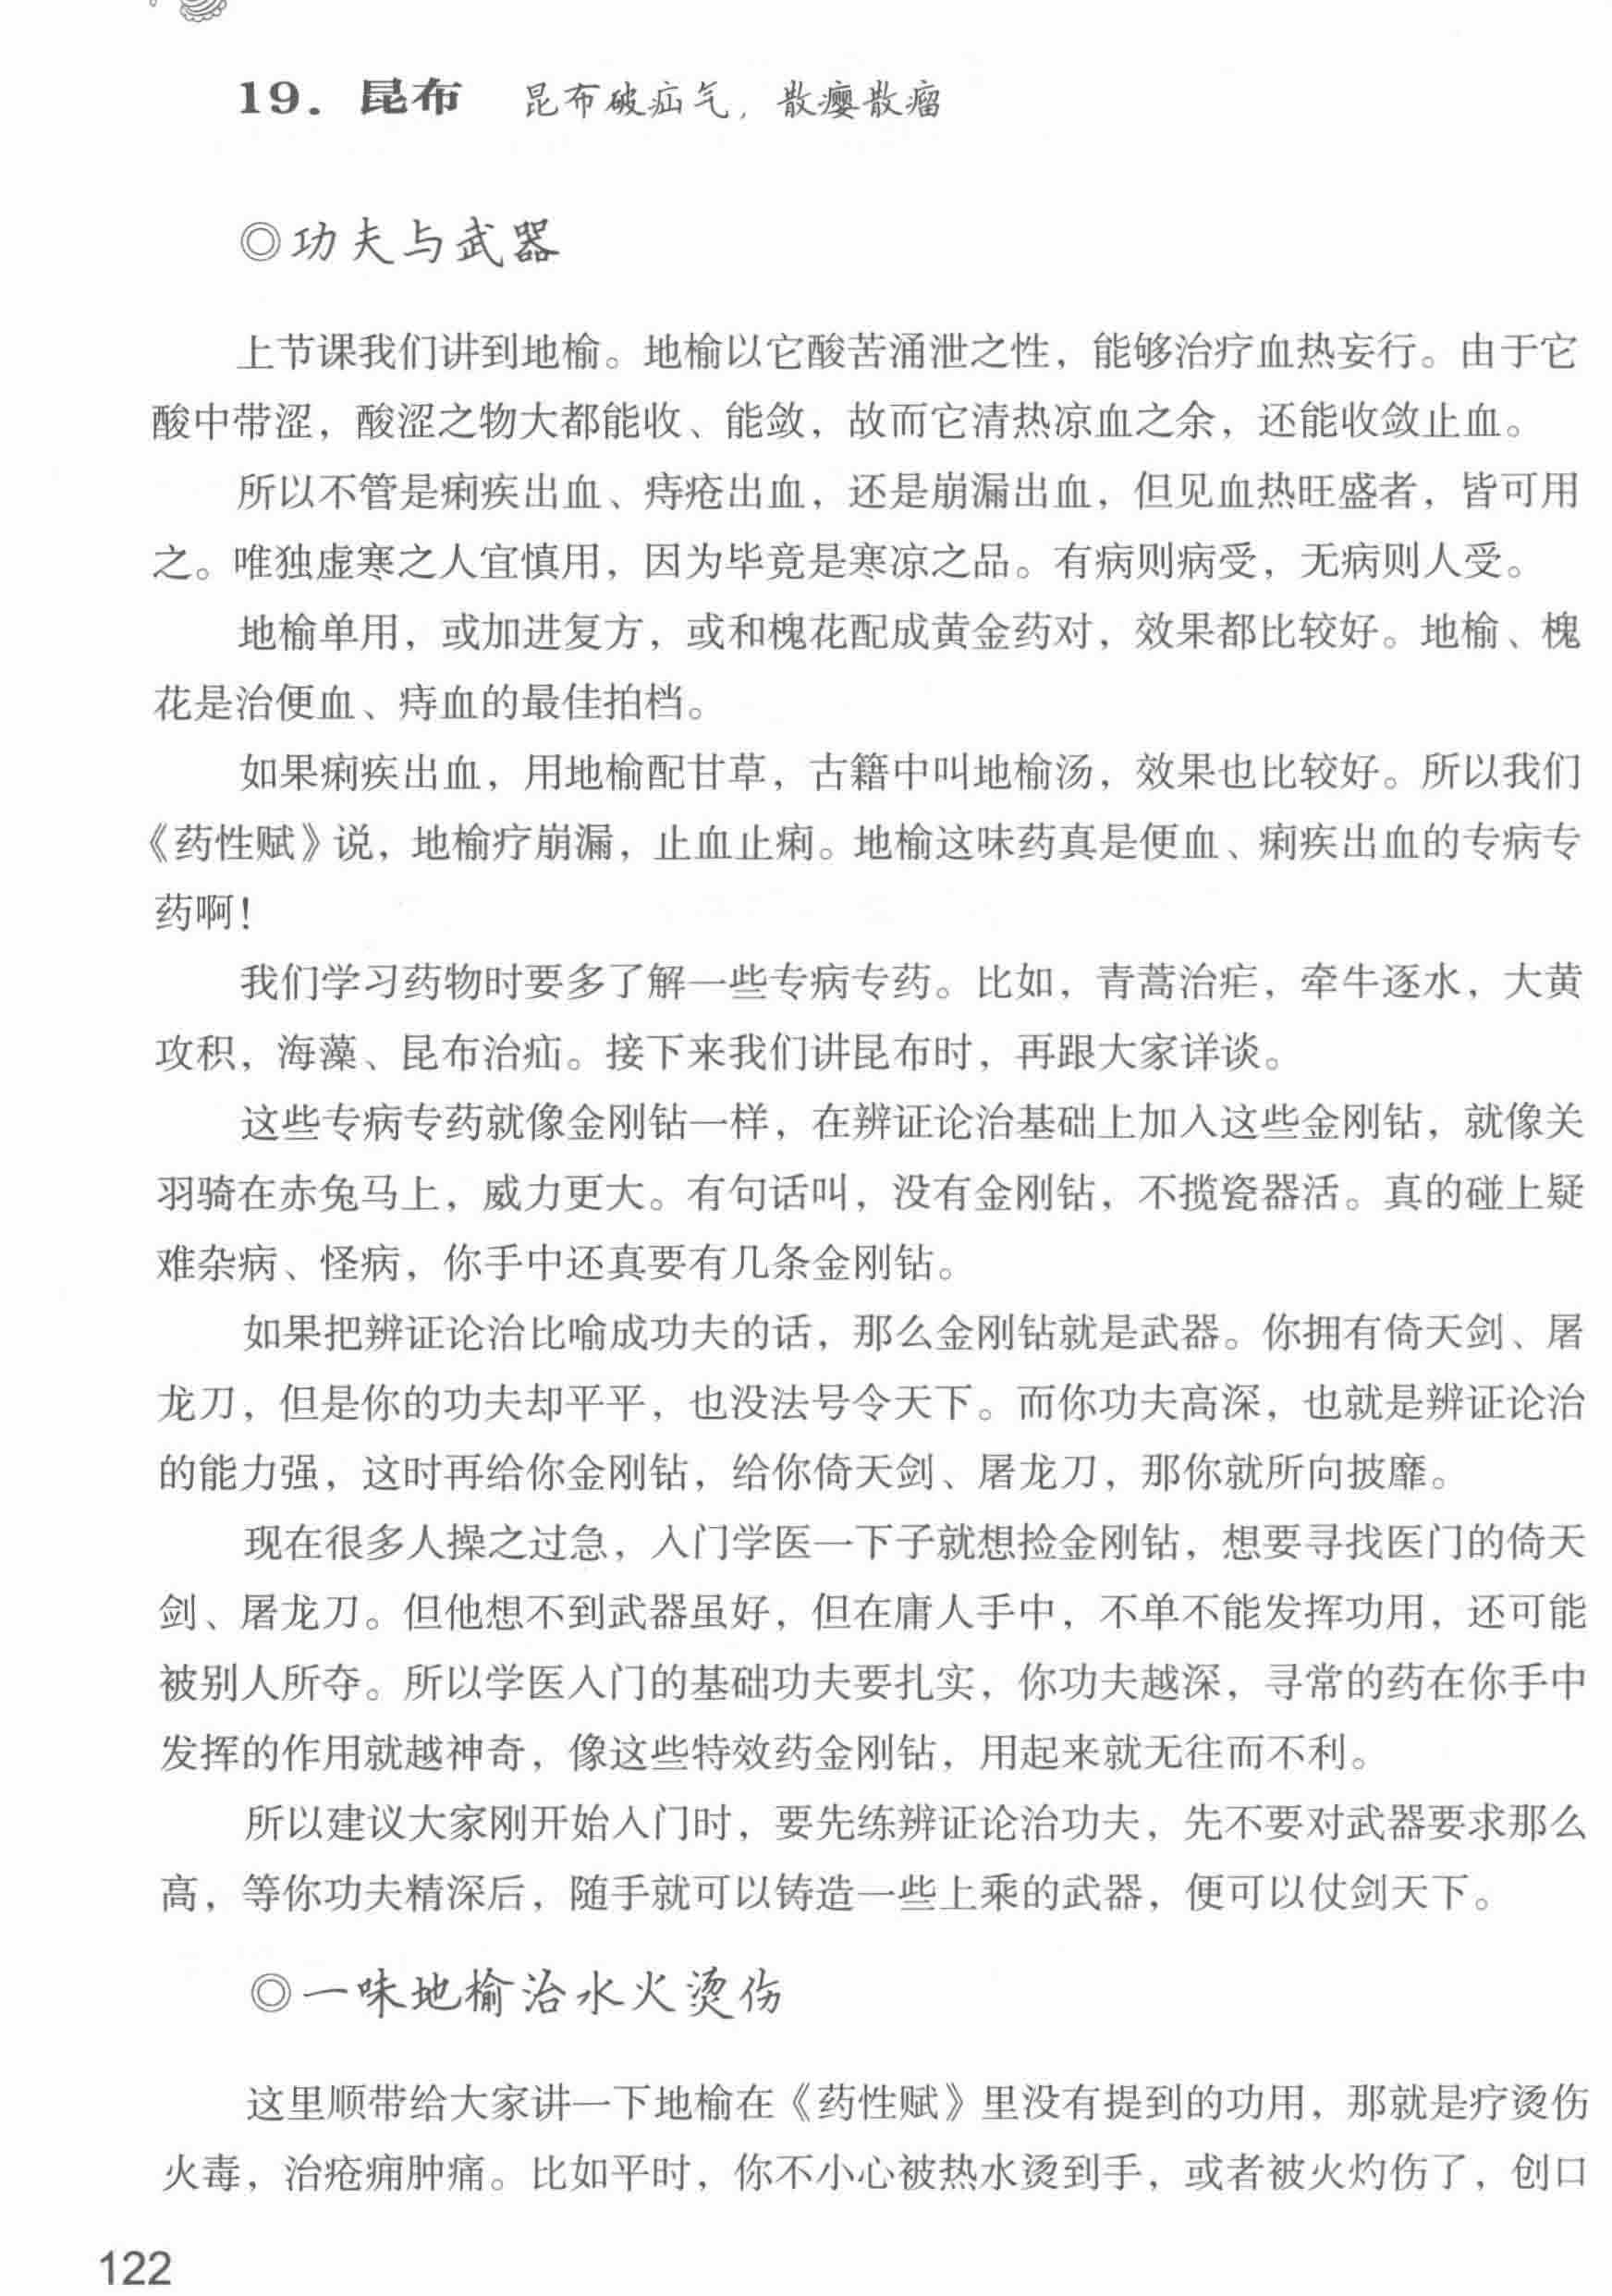 19. 昆布 昆布破疝气，散瘿散瘤
◎功夫与武器
上节课我们讲到地榆。地榆以它酸苦涌泄之性，能够治疗血热妄行。由于它
酸中带涩，酸涩之物大都能收、能敛，故而它清热凉血之余，还能收敛止血。
所以不管是痢疾出血、痔疮出血，还是崩漏出血，但见血热旺盛者，皆可用
之。唯独虚寒之人宜慎用，因为毕竟是寒凉之品。有病则病受，无病则人受。
地榆单用，或加进复方，或和槐花配成黄金药对，效果都比较好。地榆、槐
花是治便血、痔血的最佳拍档。
如果痢疾出血，用地榆配甘草，古籍中叫地榆汤，效果也比较好。所以我们
《药性赋》说，地榆疗崩漏，止血止痢。地榆这味药真是便血、痢疾出血的专病专
药啊！
我们学习药物时要多了解一些专病专药。比如，青蒿治疟，牵牛逐水，大黄
攻积，海藻、昆布治疝。接下来我们讲昆布时，再跟大家详谈。
这些专病专药就像金刚钻一样，在辨证论治基础上加入这些金刚钻，就像关
羽骑在赤兔马上，威力更大。有句话叫，没有金刚钻，不揽瓷器活。真的碰上疑
难杂病、怪病，你手中还真要有几条金刚钻。
如果把辨证论治比喻成功夫的话，那么金刚钻就是武器。你拥有倚天剑、屠
龙刀，但是你的功夫却平平，也没法号令天下。而你功夫高深，也就是辨证论治
的能力强，这时再给你金刚钻，给你倚天剑、屠龙刀，那你就所向披靡。
现在很多人操之过急，入门学医一下子就想捡金刚钻，想要寻找医门的倚天
剑、屠龙刀。但他想不到武器虽好，但在庸人手中，不单不能发挥功用，还可能
被别人所夺。所以学医入门的基础功夫要扎实，你功夫越深，寻常的药在你手中
发挥的作用就越神奇，像这些特效药金刚钻，用起来就无往而不利。
所以建议大家刚开始入门时，要先练辨证论治功夫，先不要对武器要求那么
高，等你功夫精深后，随手就可以铸造一些上乘的武器，便可以仗剑天下。
◎一味地榆治水火烫伤
这里顺带给大家讲一下地榆在《药性赋》里没有提到的功用，那就是疗烫伤
火毒，治疮痈肿痛。比如平时，你不小心被热水烫到手，或者被火灼伤了，创口
122